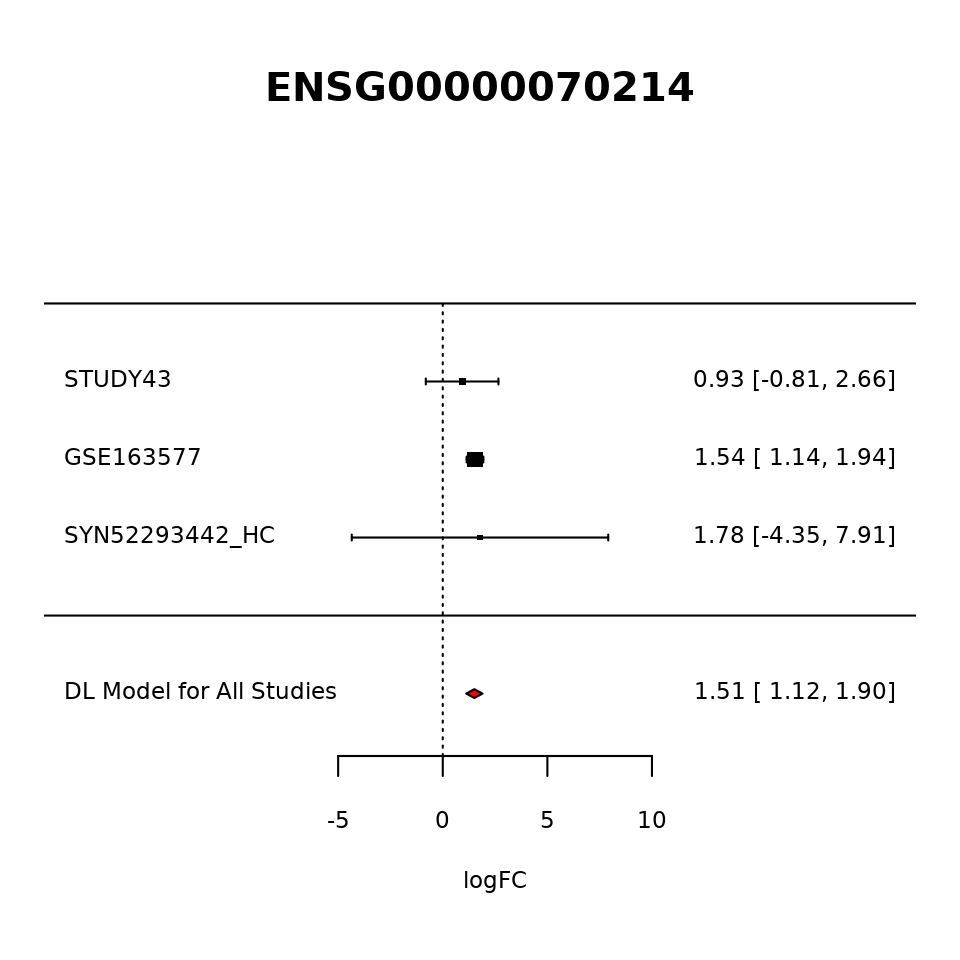 ENSG00000070214
STUDY43 0.93 [-0.81, 2.66]
GSE163577 1.54 [ 1.14, 1.94]
SYN52293442_HC 1.78 [-4.35, 7.91]
DL Model for All Studies 1.51 [ 1.12, 1.90]
-5 0 5 10
logFC